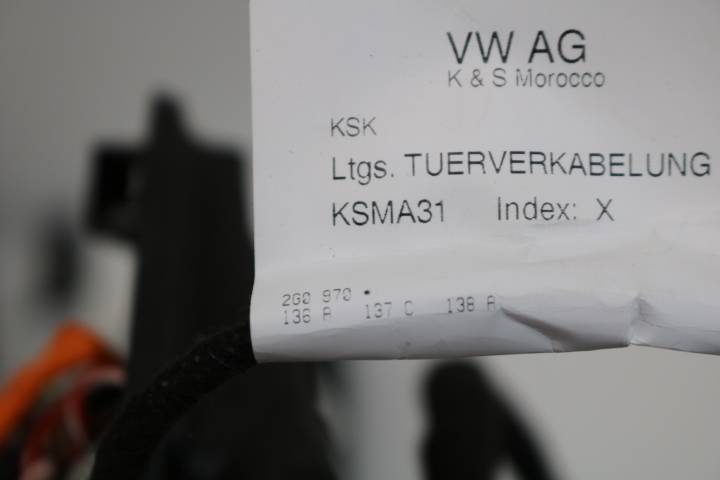 VW AG
K & S Morocco
KSK
Ltgs. TUERVERKABELUNG
KSMA31 Index: X
2G0 970 •
136 A 137 C 138 A